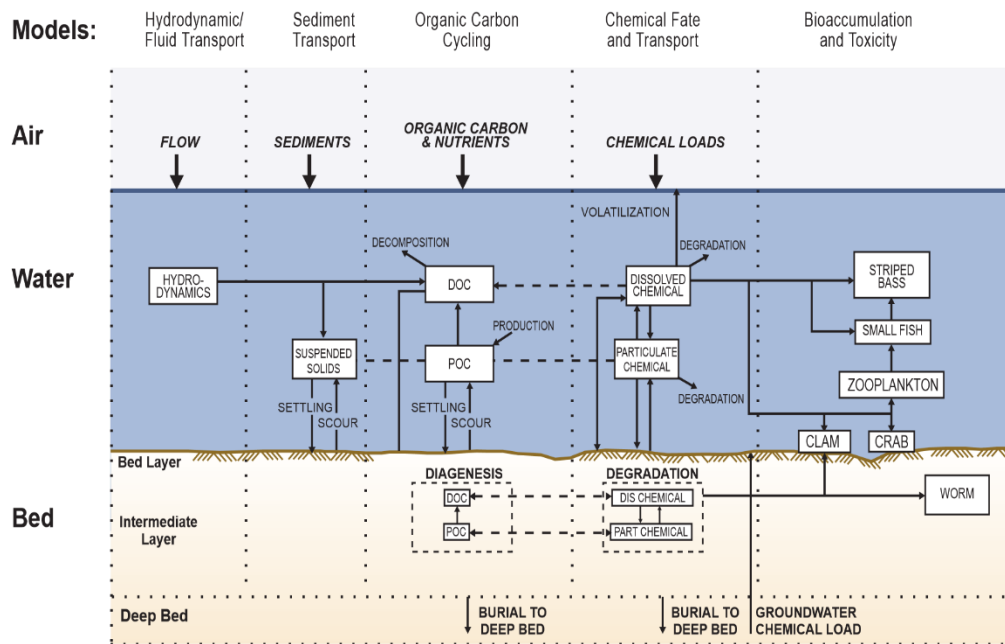 Models:
Hydrodynamic/
Fluid Transport
Sediment
Transport
Organic Carbon
Cycling
Chemical Fate
and Transport
Bioaccumulation
and Toxicity
Air
FLOW
SEDIMENTS
ORGANIC CARBON
& NUTRIENTS
CHEMICAL LOADS
Water
VOLATILIZATION
DECOMPOSITION
DEGRADATION
HYDRO-
DYNAMICS
DOC
DISSOLVED
CHEMICAL
STRIPED
BASS
PRODUCTION
SMALL FISH
SUSPENDED
SOLIDS
POC
PARTICULATE
CHEMICAL
ZOOPLANKTON
DEGRADATION
SETTLING
SCOUR
SETTLING
SCOUR
CLAM
CRAB
Bed Layer
Bed
DIAGENESIS
DEGRADATION
DOC
DIS CHEMICAL
WORM
Intermediate
Layer
POC
PART CHEMICAL
Deep Bed
BURIAL TO
DEEP BED
BURIAL TO
DEEP BED
GROUNDWATER
CHEMICAL LOAD